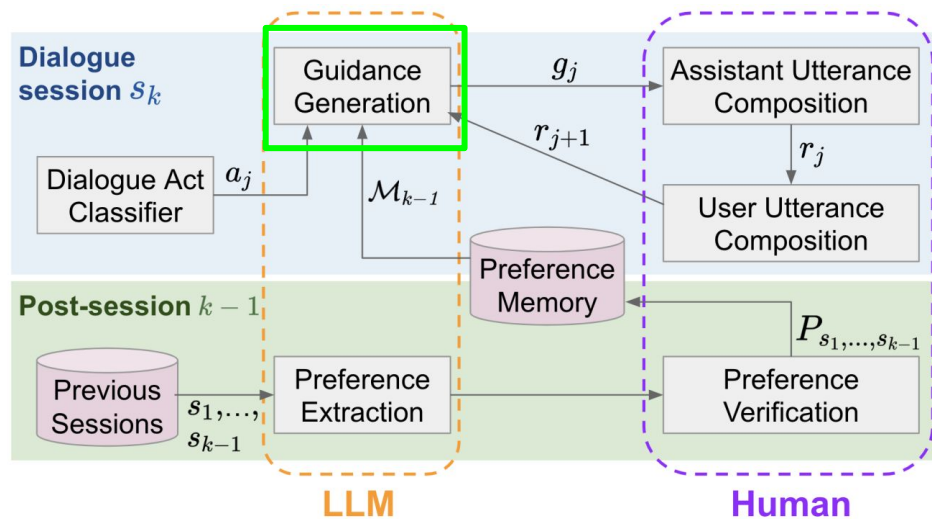 Dialogue
session s_k
Guidance
Generation
g_j
Assistant Utterance
Composition
r_{j+1}
r_j
Dialogue Act
Classifier
a_j
M_{k-1}
User Utterance
Composition
Preference
Memory
Post-session k-1
P_{s_1,...,s_{k-1}}
Previous
Sessions
s_1,...,
s_{k-1}
Preference
Extraction
Preference
Verification
LLM
Human